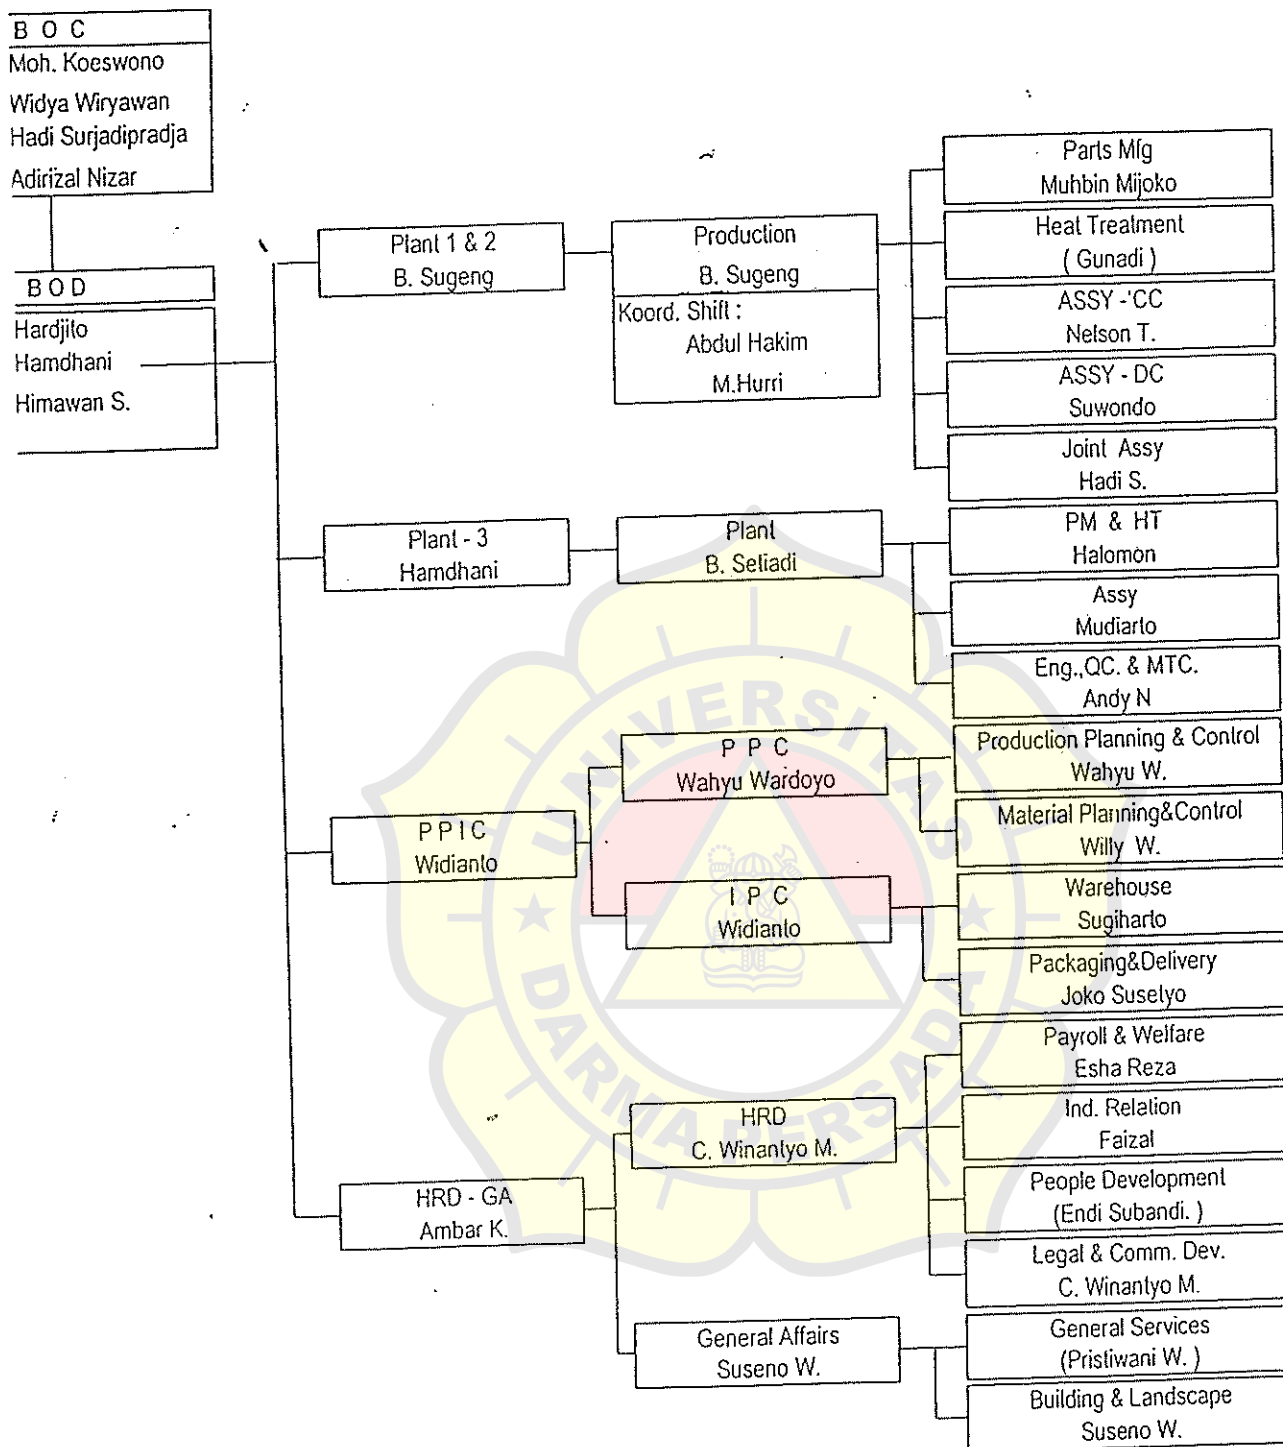 B O C
Moh. Koeswono
Widya Wiryawan
Hadi Surjadipradja
Adirizal Nizar
B O D
Hardjito
Hamdhani
Himawan S.
Plant 1 & 2
B. Sugeng
Production
B. Sugeng
Koord. Shift :
Abdul Hakim
M.Hurri
Parts Mfg
Muhbin Mijoko
Heat Treatment
( Gunadi )
ASSY -'CC
Nelson T.
ASSY - DC
Suwondo
Joint Assy
Hadi S.
Plant - 3
Hamdhani
Plant
B. Setiadi
PM & HT
Halomon
Assy
Mudiarto
Eng.,QC. & MTC.
Andy N
P P I C
Widianto
P P C
Wahyu Wardoyo
Production Planning & Control
Wahyu W.
Material Planning&Control
Willy W.
I P C
Widianto
Warehouse
Sugiharto
Packaging&Delivery
Joko Susetyo
HRD - GA
Ambar K.
HRD
C. Winantyo M.
Payroll & Welfare
Esha Reza
Ind. Relation
Faizal
People Development
(Endi Subandi. )
Legal & Comm. Dev.
C. Winantyo M.
General Affairs
Suseno W.
General Services
(Pristiwani W. )
Building & Landscape
Suseno W.
UNIVERSITAS
DARMA PERSADA